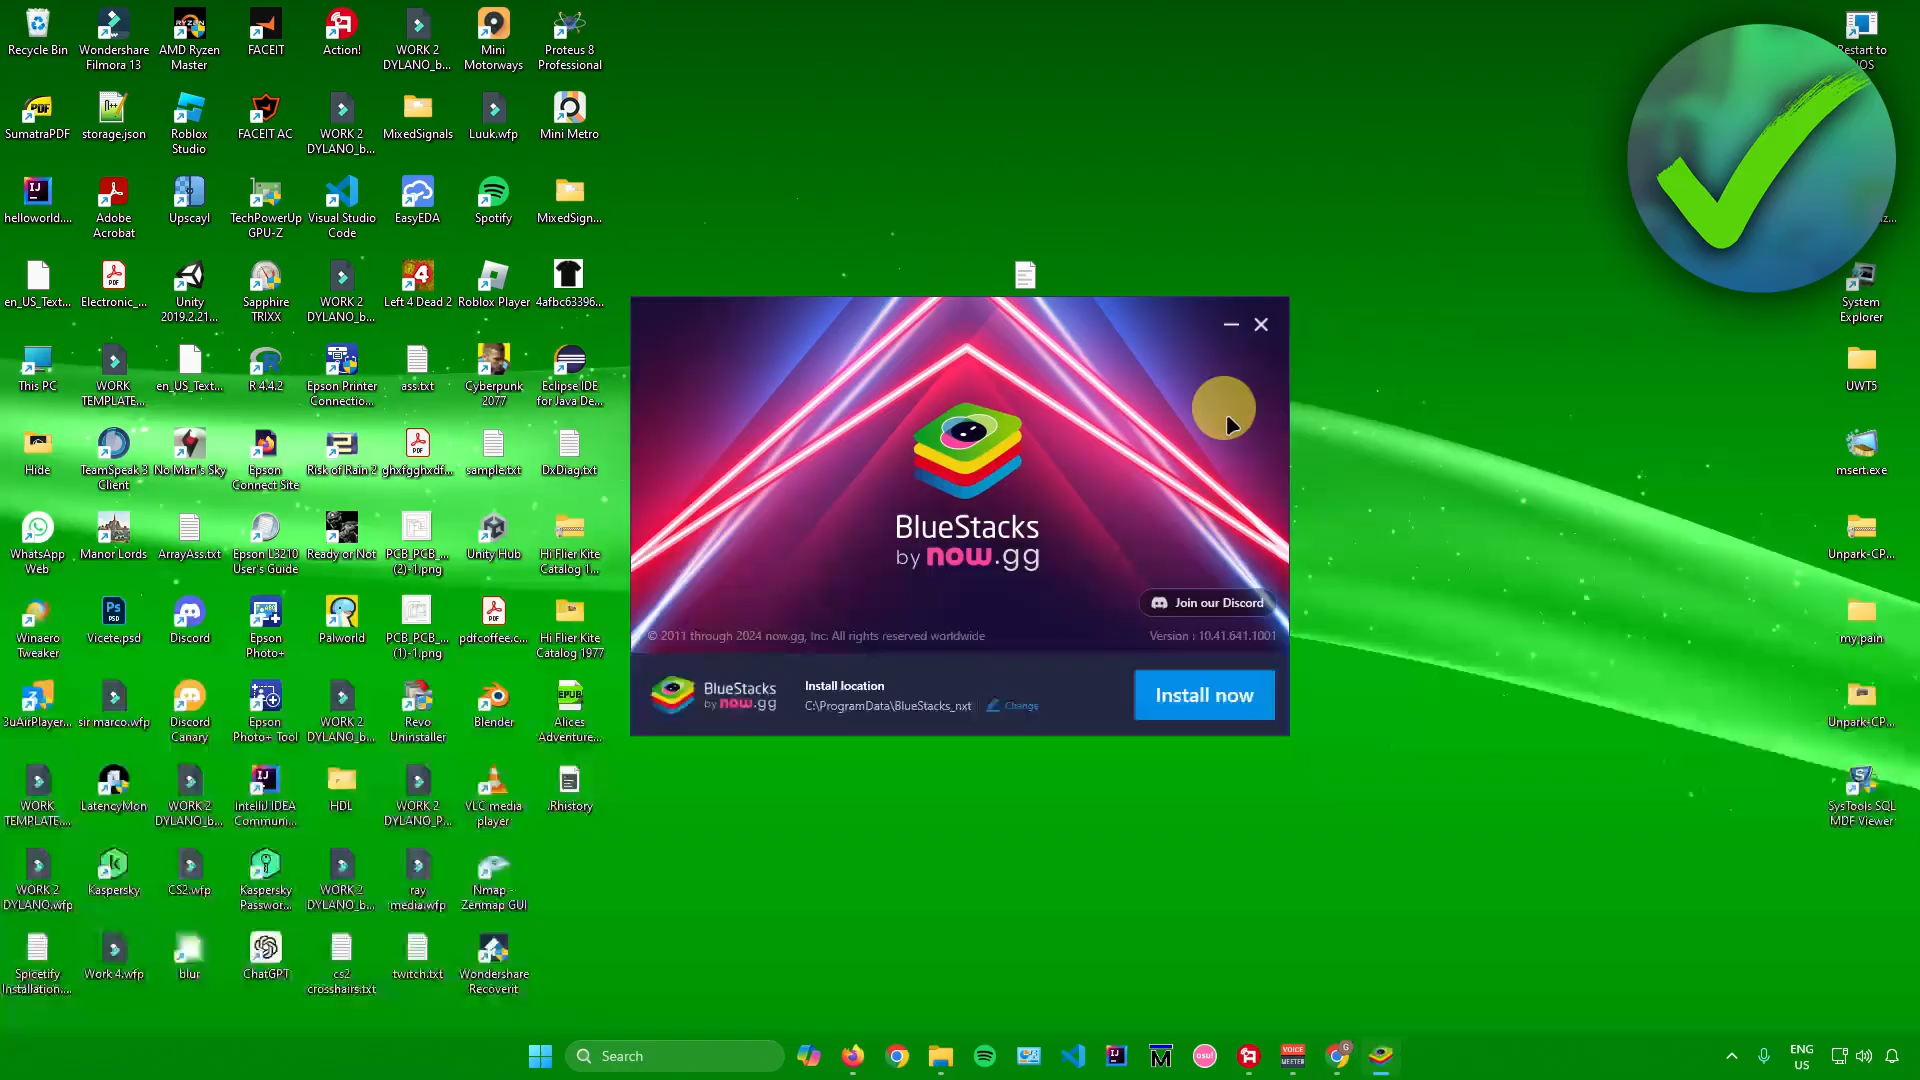 Recycle Bin
Wondershare Filmora 13
AMD Ryzen Master
FACEIT
Action!
WORK 2 DYLANO_b...
Mini Motorways
Proteus 8 Professional
Restart to
SumatraPDF
storage.json
Roblox Studio
FACEIT AC
WORK 2 DYLANO_b...
MixedSignals
Luuk.wfp
Mini Metro
helloworld....
Adobe Acrobat
Upscayl
TechPowerUp GPU-Z
Visual Studio Code
EasyEDA
Spotify
MixedSign...
en_US_Text...
Electronic_...
Unity 2019.2.21...
Sapphire TRIXX
WORK 2 DYLANO_b...
Left 4 Dead 2
Roblox Player
4afbc63396...
System Explorer
This PC
WORK TEMPLATE...
en_US_Text...
R 4.4.2
Epson Printer Connectio...
ass.txt
Cyberpunk 2077
Eclipse IDE for Java De...
UWT5
Hide
TeamSpeak 3 Client
No Man's Sky
Epson Connect Site
Risk of Rain 2
ghxfgghxdf...
sample.txt
DxDiag.txt
msert.exe
WhatsApp Web
Manor Lords
ArrayAss.txt
Epson L3210 User's Guide
Ready or Not
PCB_PCB_... (2)-1.png
Unity Hub
Hi Flier Kite Catalog 1...
Unpark-CP...
Winaero Tweaker
Vicete.psd
Discord
Epson Photo+
Palworld
PCB_PCB_... (1)-1.png
pdfcoffee.c...
Hi Flier Kite Catalog 1977
my pain
3uAirPlayer...
sir marco.wfp
Discord Canary
Epson Photo+ Tool
WORK 2 DYLANO_b...
Revo Uninstaller
Blender
Alices Adventure...
Unpark-CP...
WORK TEMPLATE....
LatencyMon
WORK 2 DYLANO_b...
IntelliJ IDEA Communi...
HDL
WORK 2 DYLANO_P...
VLC media player
.Rhistory
SysTools SQL MDF Viewer
WORK 2 DYLANO.wfp
Kaspersky
CS2.wfp
Kaspersky Passwor...
WORK 2 DYLANO_b...
ray media.wfp
Nmap - Zenmap GUI
Spicetify Installation....
Work 4.wfp
blur
ChatGPT
cs2 crosshairs.txt
twitch.txt
Wondershare Recoverit
BlueStacks
by now.gg
Join our Discord
© 2011 through 2024 now.gg, Inc. All rights reserved worldwide
Version : 10.41.641.1001
BlueStacks
by now.gg
Install location
C:\ProgramData\BlueStacks_nxt
Change
Install now
Search
ENG
US